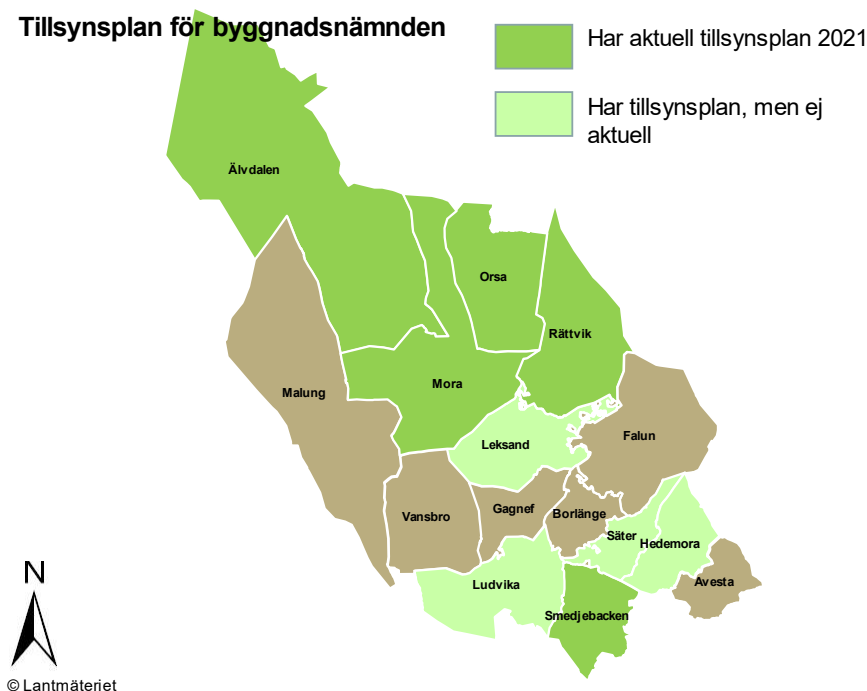 Tillsynsplan för byggnadsnämnden
Har aktuell tillsynsplan 2021
Har tillsynsplan, men ej
aktuell
Älvdalen
Orsa
Rättvik
Mora
Malung
Leksand
Falun
Gagnef
Borlänge
Vansbro
Säter
Hedemora
Avesta
Ludvika
Smedjebacken
N
© Lantmäteriet